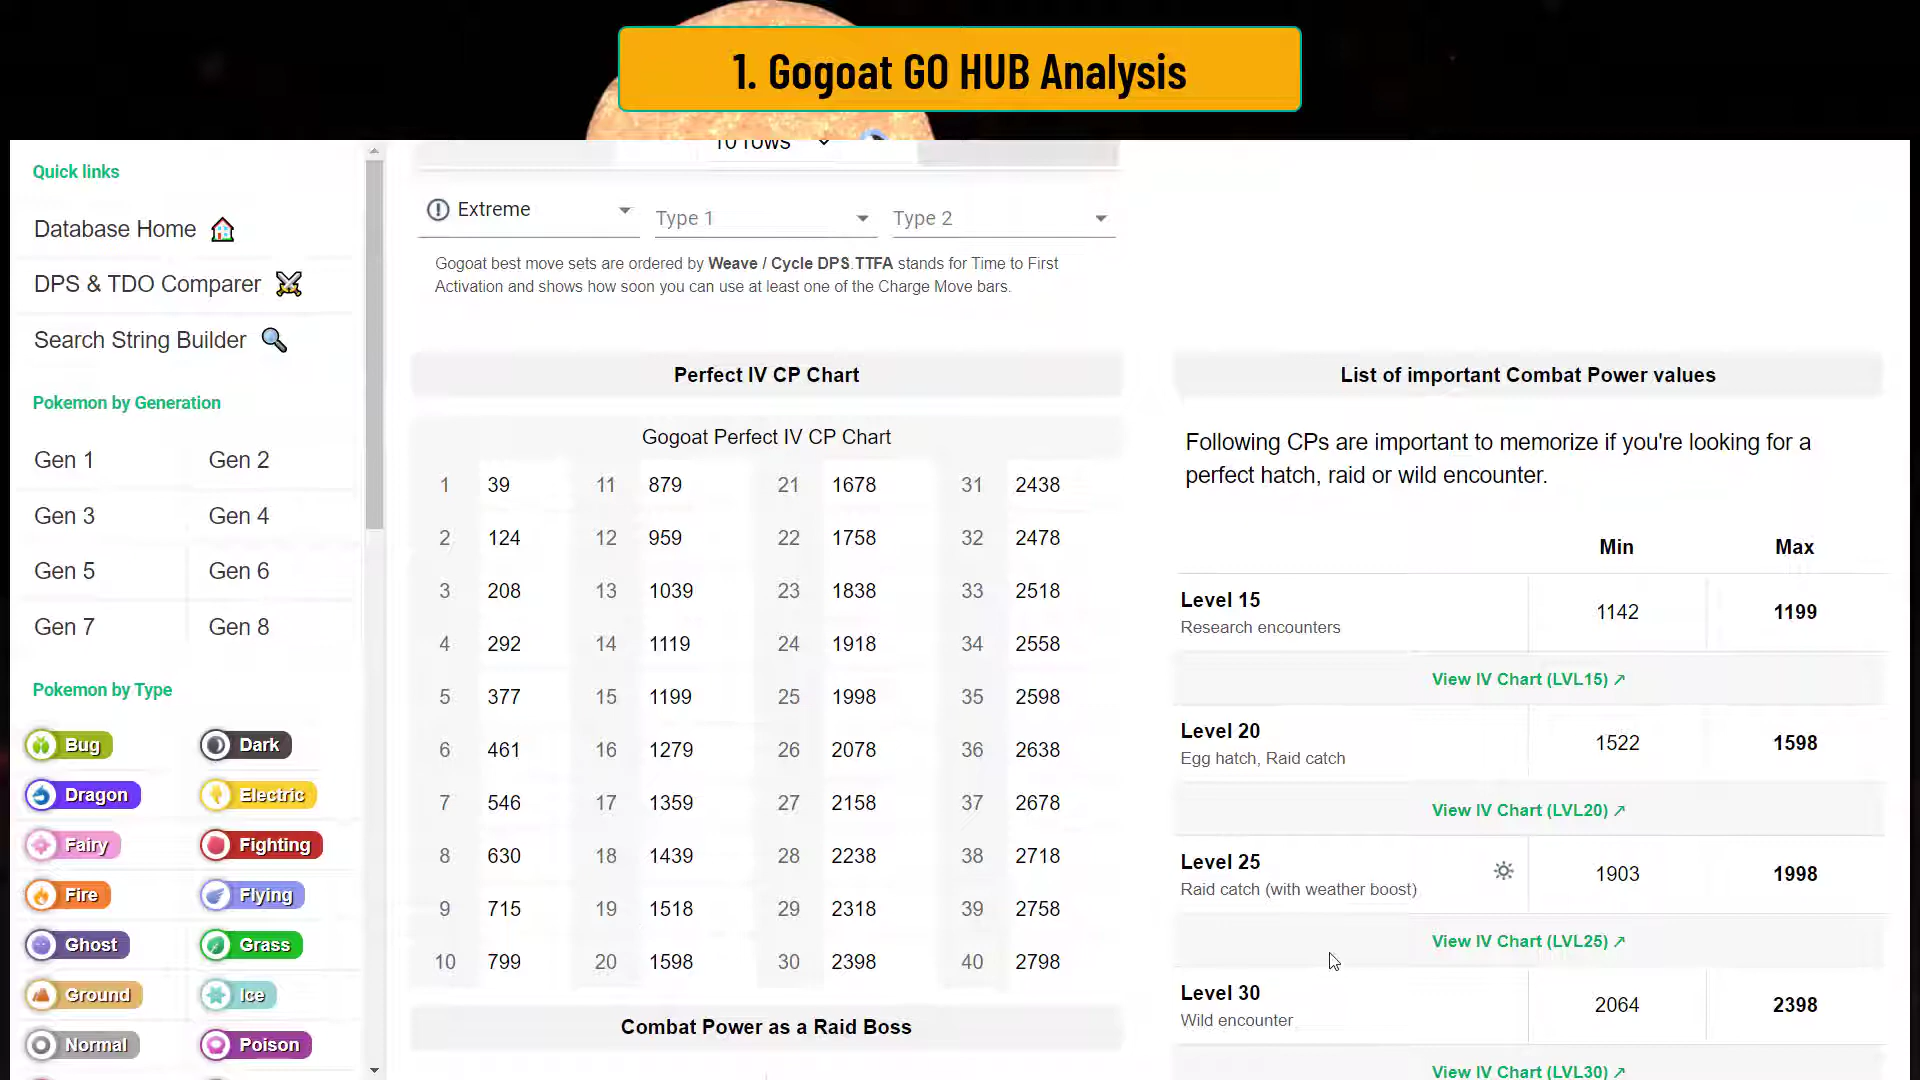 1. Gogoat GO HUB Analysis
Quick links
Database Home
DPS & TDO Comparer
Search String Builder
Pokemon by Generation
Gen 1 Gen 2
Gen 3 Gen 4
Gen 5 Gen 6
Gen 7 Gen 8
Pokemon by Type
Bug Dark
Dragon Electric
Fairy Fighting
Fire Flying
Ghost Grass
Ground Ice
Normal Poison
10 rows
Extreme Type 1 Type 2
Gogoat best move sets are ordered by Weave / Cycle DPS.TTFA stands for Time to First
Activation and shows how soon you can use at least one of the Charge Move bars.
Perfect IV CP Chart
Gogoat Perfect IV CP Chart
1 39 11 879 21 1678 31 2438
2 124 12 959 22 1758 32 2478
3 208 13 1039 23 1838 33 2518
4 292 14 1119 24 1918 34 2558
5 377 15 1199 25 1998 35 2598
6 461 16 1279 26 2078 36 2638
7 546 17 1359 27 2158 37 2678
8 630 18 1439 28 2238 38 2718
9 715 19 1518 29 2318 39 2758
10 799 20 1598 30 2398 40 2798
Combat Power as a Raid Boss
List of important Combat Power values
Following CPs are important to memorize if you're looking for a
perfect hatch, raid or wild encounter.
Min Max
Level 15
Research encounters
1142 1199
View IV Chart (LVL15) ↗
Level 20
Egg hatch, Raid catch
1522 1598
View IV Chart (LVL20) ↗
Level 25
Raid catch (with weather boost)
1903 1998
View IV Chart (LVL25) ↗
Level 30
Wild encounter
2064 2398
View IV Chart (LVL30) ↗